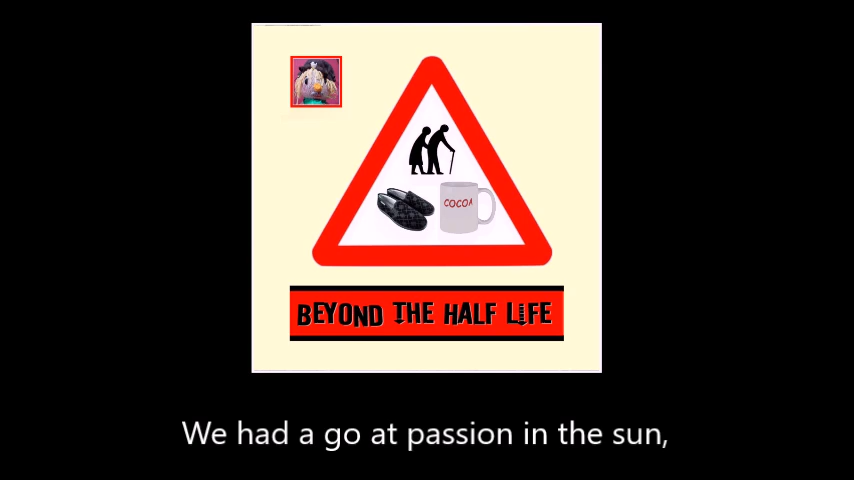 COCOA
BEYOND THE HALF LIFE
We had a go at passion in the sun,